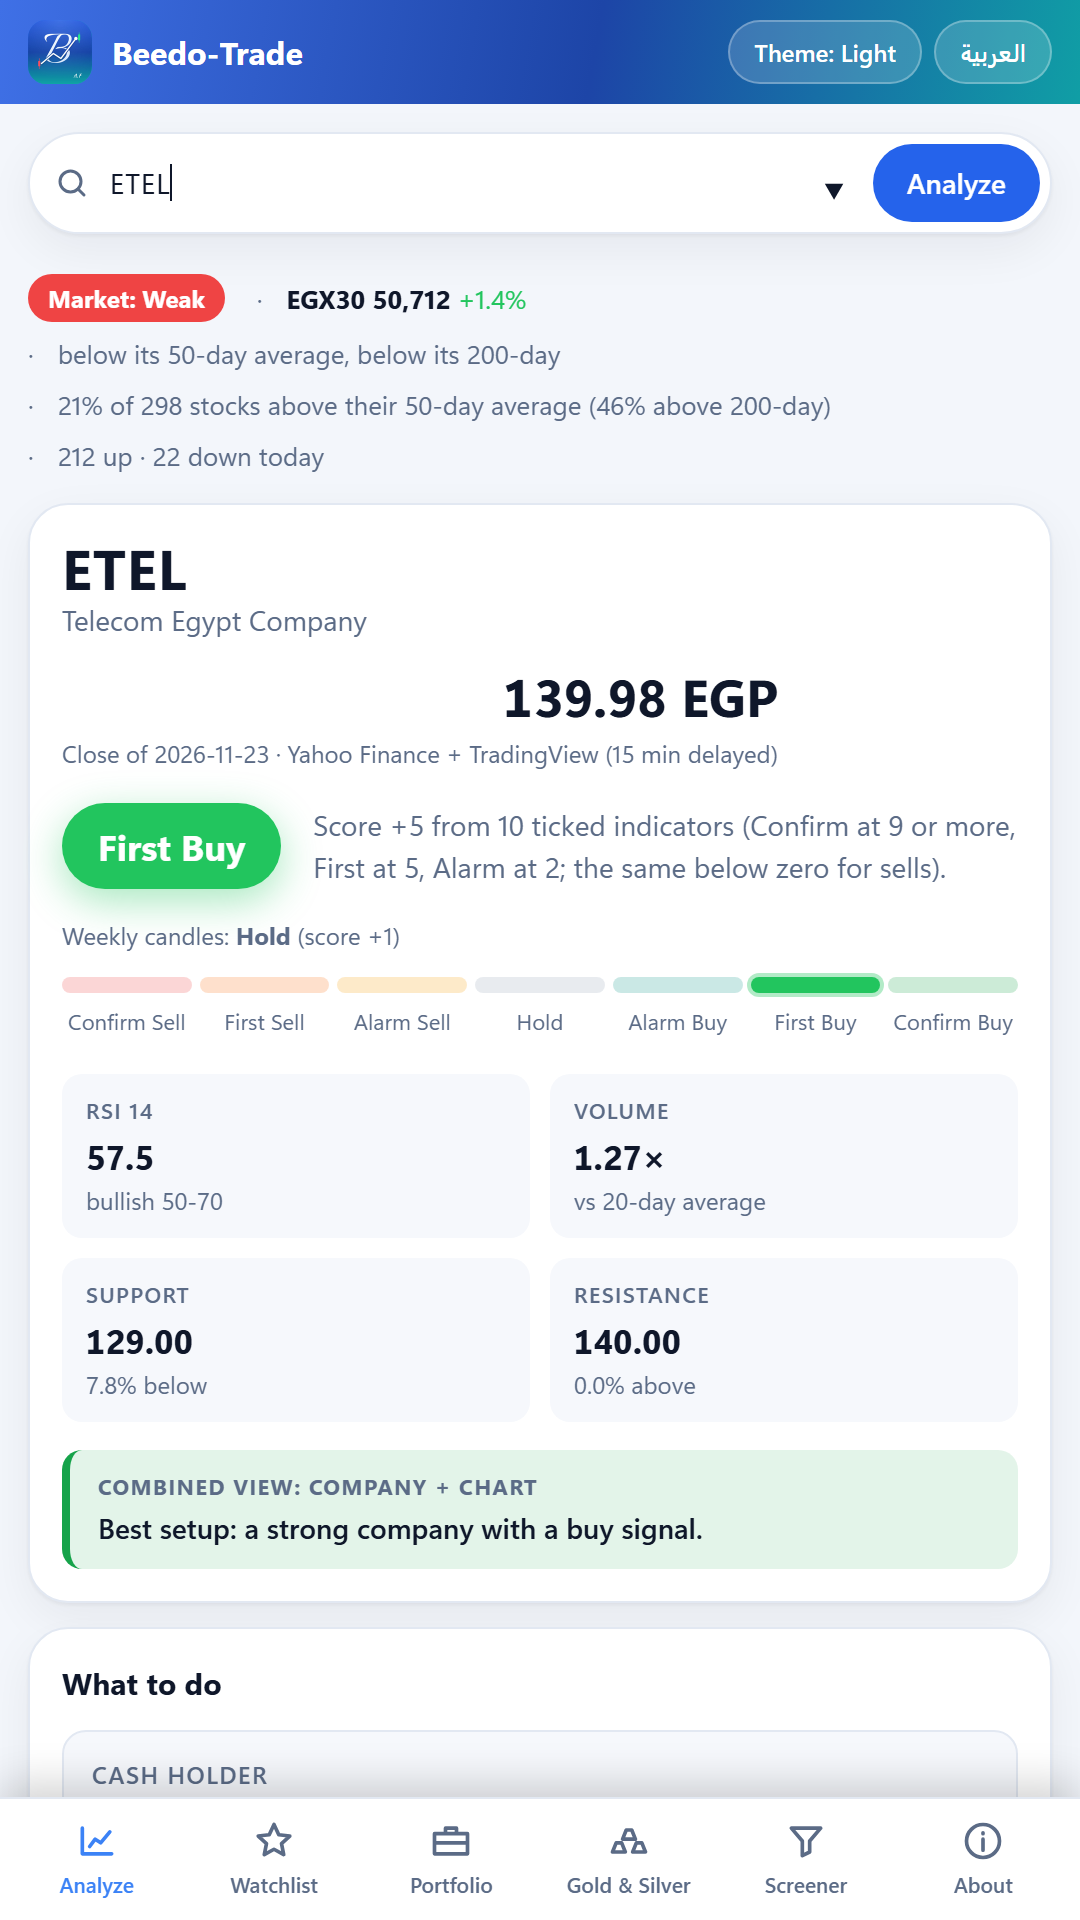 Beedo-Trade
Theme: Light
العربية
ETEL
Analyze
Market: Weak · EGX30 50,712 +1.4%
· below its 50-day average, below its 200-day
· 21% of 298 stocks above their 50-day average (46% above 200-day)
· 212 up · 22 down today
ETEL
Telecom Egypt Company
139.98 EGP
Close of 2026-11-23 · Yahoo Finance + TradingView (15 min delayed)
First Buy
Score +5 from 10 ticked indicators (Confirm at 9 or more,
First at 5, Alarm at 2; the same below zero for sells).
Weekly candles: Hold (score +1)
Confirm Sell First Sell Alarm Sell Hold Alarm Buy First Buy Confirm Buy
RSI 14
57.5
bullish 50-70
VOLUME
1.27×
vs 20-day average
SUPPORT
129.00
7.8% below
RESISTANCE
140.00
0.0% above
COMBINED VIEW: COMPANY + CHART
Best setup: a strong company with a buy signal.
What to do
CASH HOLDER
Analyze Watchlist Portfolio Gold & Silver Screener About